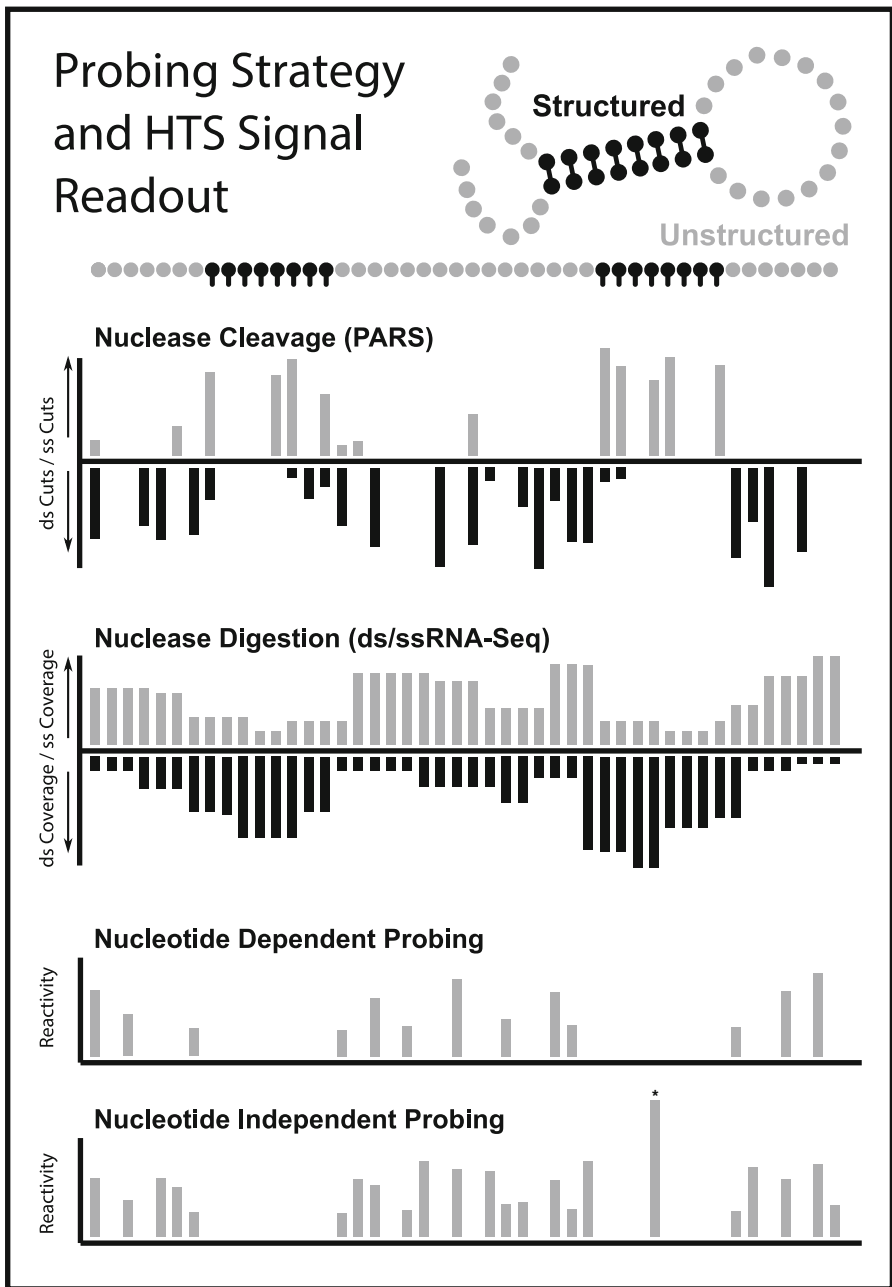 Probing Strategy
and HTS Signal
Readout
Structured
Unstructured
Nuclease Cleavage (PARS)
ds Cuts / ss Cuts
Nuclease Digestion (ds/ssRNA-Seq)
ds Coverage / ss Coverage
Nucleotide Dependent Probing
Reactivity
Nucleotide Independent Probing
*
Reactivity